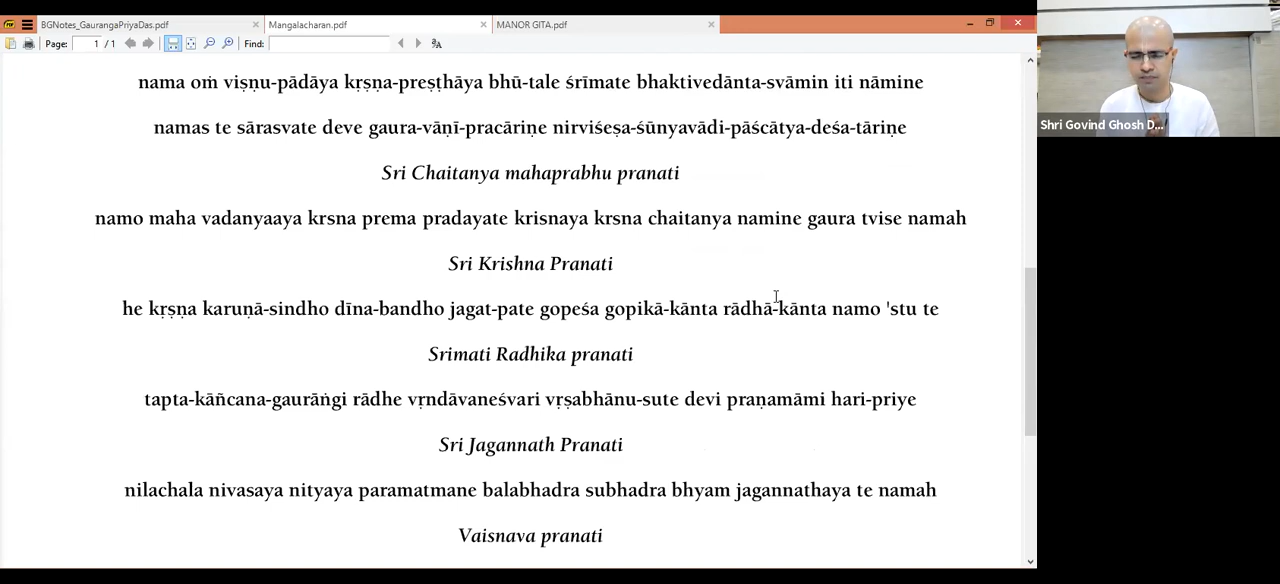 BGNotes_GaurangaPriyaDas.pdf
Mangalacharan.pdf
MANOR GITA.pdf
Page: 1 / 1 Find:
nama oṁ viṣṇu-pādāya kṛṣṇa-preṣṭhāya bhū-tale śrīmate bhaktivedānta-svāmin iti nāmine
namas te sārasvate deve gaura-vāṇī-pracāriṇe nirviśeṣa-śūnyavādi-pāścātya-deśa-tāriṇe
Sri Chaitanya mahaprabhu pranati
namo maha vadanyaaya krsna prema pradayate krisnaya krsna chaitanya namine gaura tvise namah
Sri Krishna Pranati
he kṛṣṇa karuṇā-sindho dīna-bandho jagat-pate gopeśa gopikā-kānta rādhā-kānta namo 'stu te
Srimati Radhika pranati
tapta-kāñcana-gaurāṅgi rādhe vṛndāvaneśvari vṛṣabhānu-sute devi praṇamāmi hari-priye
Sri Jagannath Pranati
nilachala nivasaya nityaya paramatmane balabhadra subhadra bhyam jagannathaya te namah
Vaisnava pranati
Shri Govind Ghosh D...